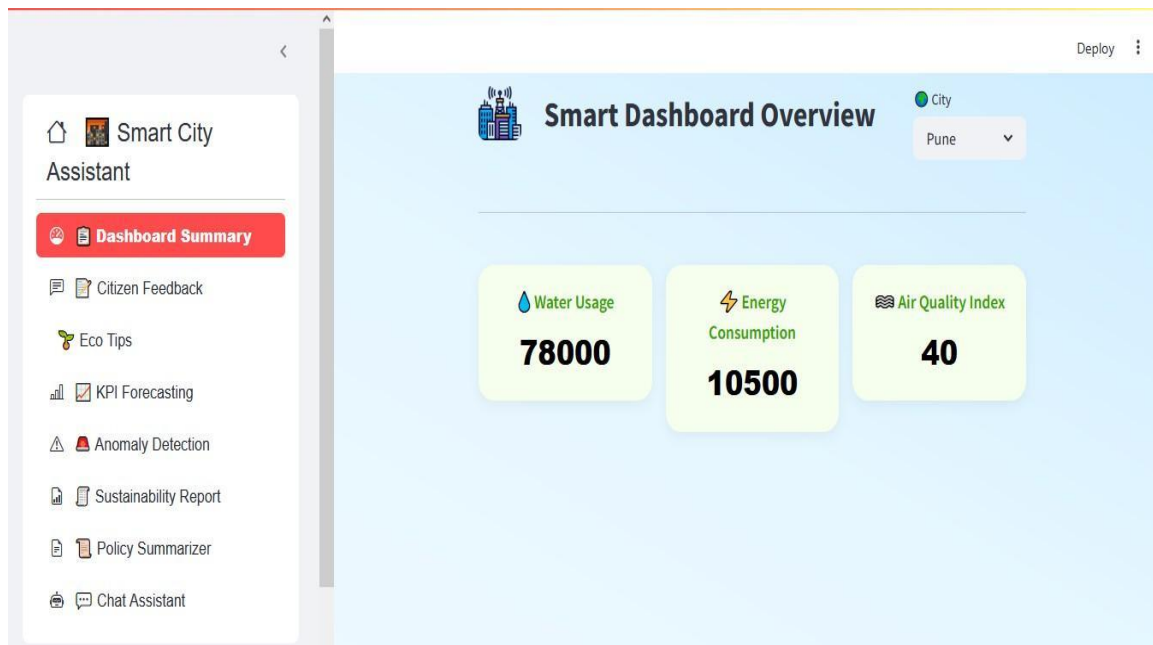 Deploy
Smart City
Assistant
Dashboard Summary
Citizen Feedback
Eco Tips
KPI Forecasting
Anomaly Detection
Sustainability Report
Policy Summarizer
Chat Assistant
Smart Dashboard Overview
City
Pune
Water Usage
78000
Energy
Consumption
10500
Air Quality Index
40